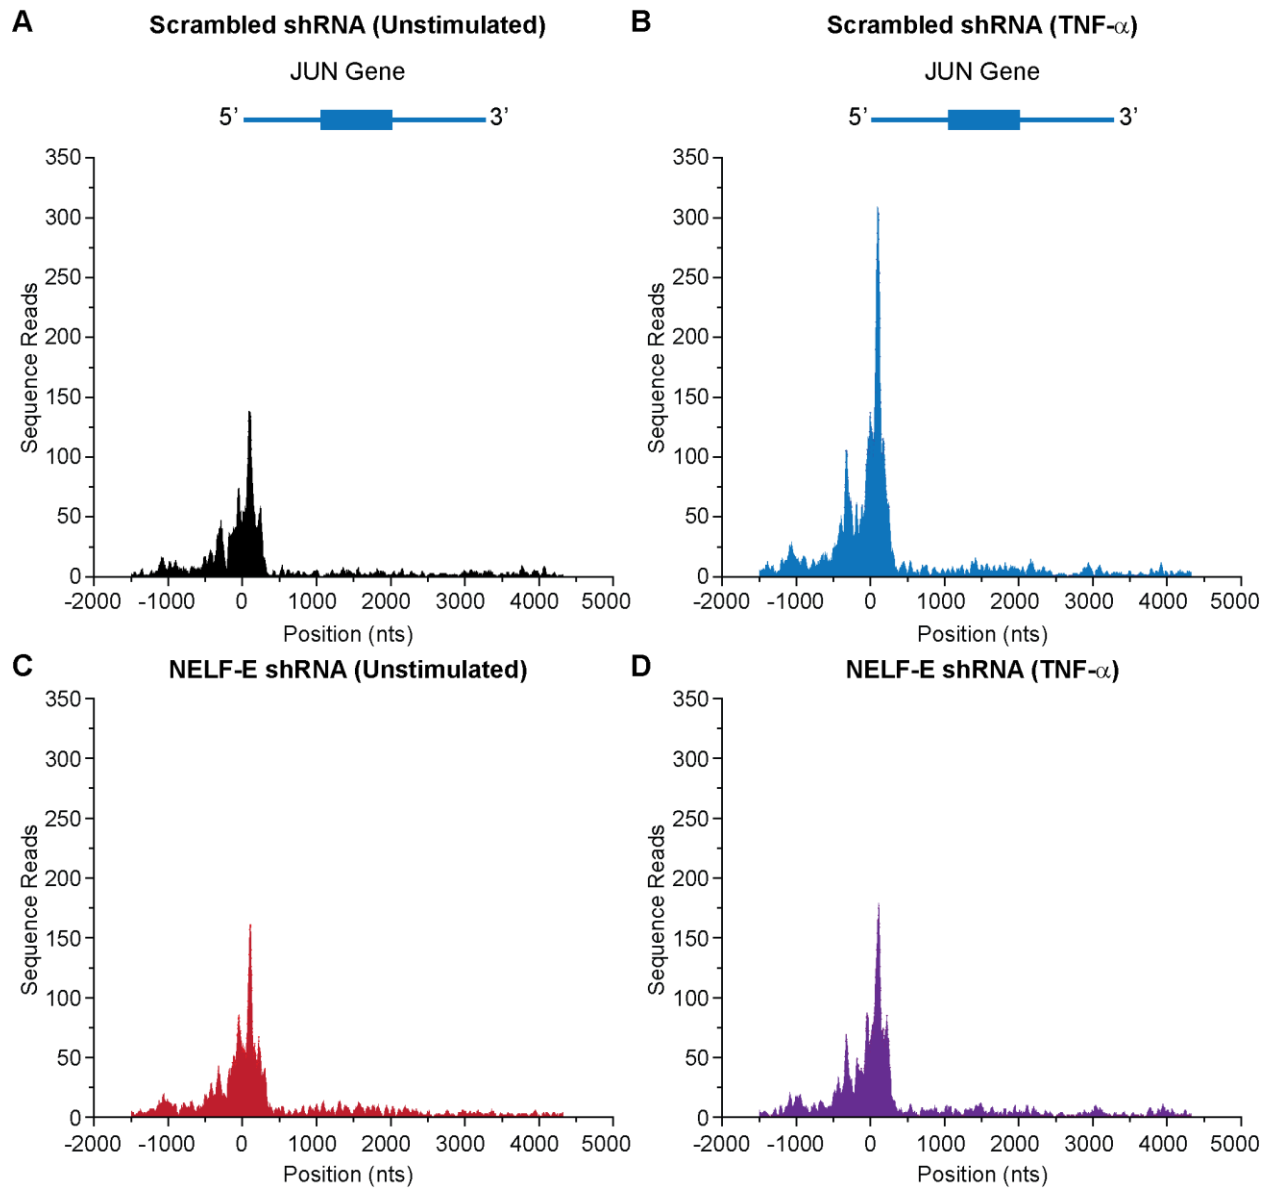 A Scrambled shRNA (Unstimulated)
JUN Gene
5’ 3’
350
300
250
200
150
100
50
0
Sequence Reads
-2000 -1000 0 1000 2000 3000 4000 5000
Position (nts)
B Scrambled shRNA (TNF-α)
JUN Gene
5’ 3’
350
300
250
200
150
100
50
0
Sequence Reads
-2000 -1000 0 1000 2000 3000 4000 5000
Position (nts)
C NELF-E shRNA (Unstimulated)
350
300
250
200
150
100
50
0
Sequence Reads
-2000 -1000 0 1000 2000 3000 4000 5000
Position (nts)
D NELF-E shRNA (TNF-α)
350
300
250
200
150
100
50
0
Sequence Reads
-2000 -1000 0 1000 2000 3000 4000 5000
Position (nts)